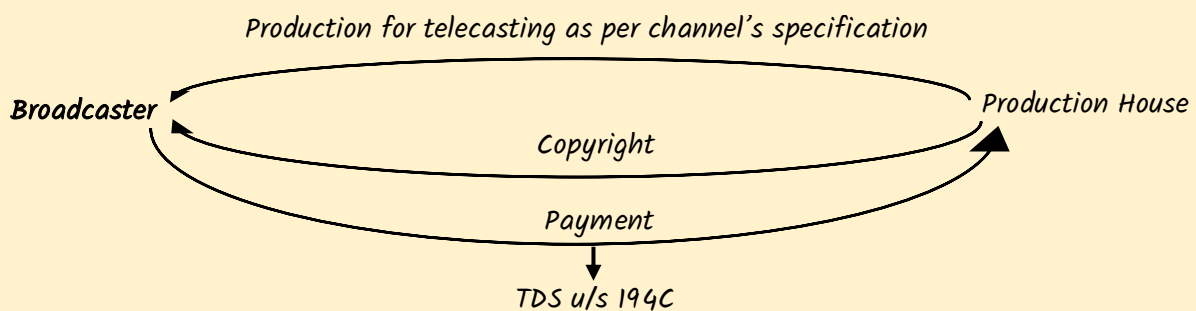 Production for telecasting as per channel's specification
Broadcaster
Production House
Copyright
Payment
TDS u/s 194C